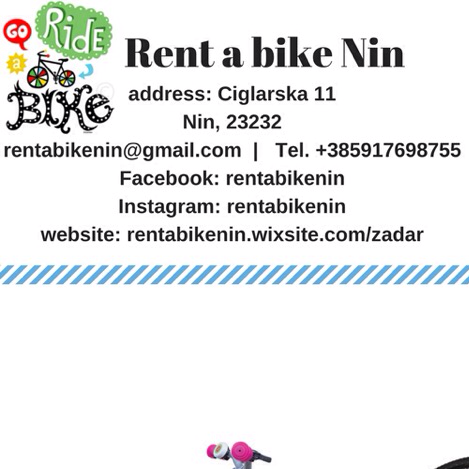 GO
RiDE
a
BiKE
Rent a bike Nin
address: Ciglarska 11
Nin, 23232
rentabikenin@gmail.com | Tel. +385917698755
Facebook: rentabikenin
Instagram: rentabikenin
website: rentabikenin.wixsite.com/zadar